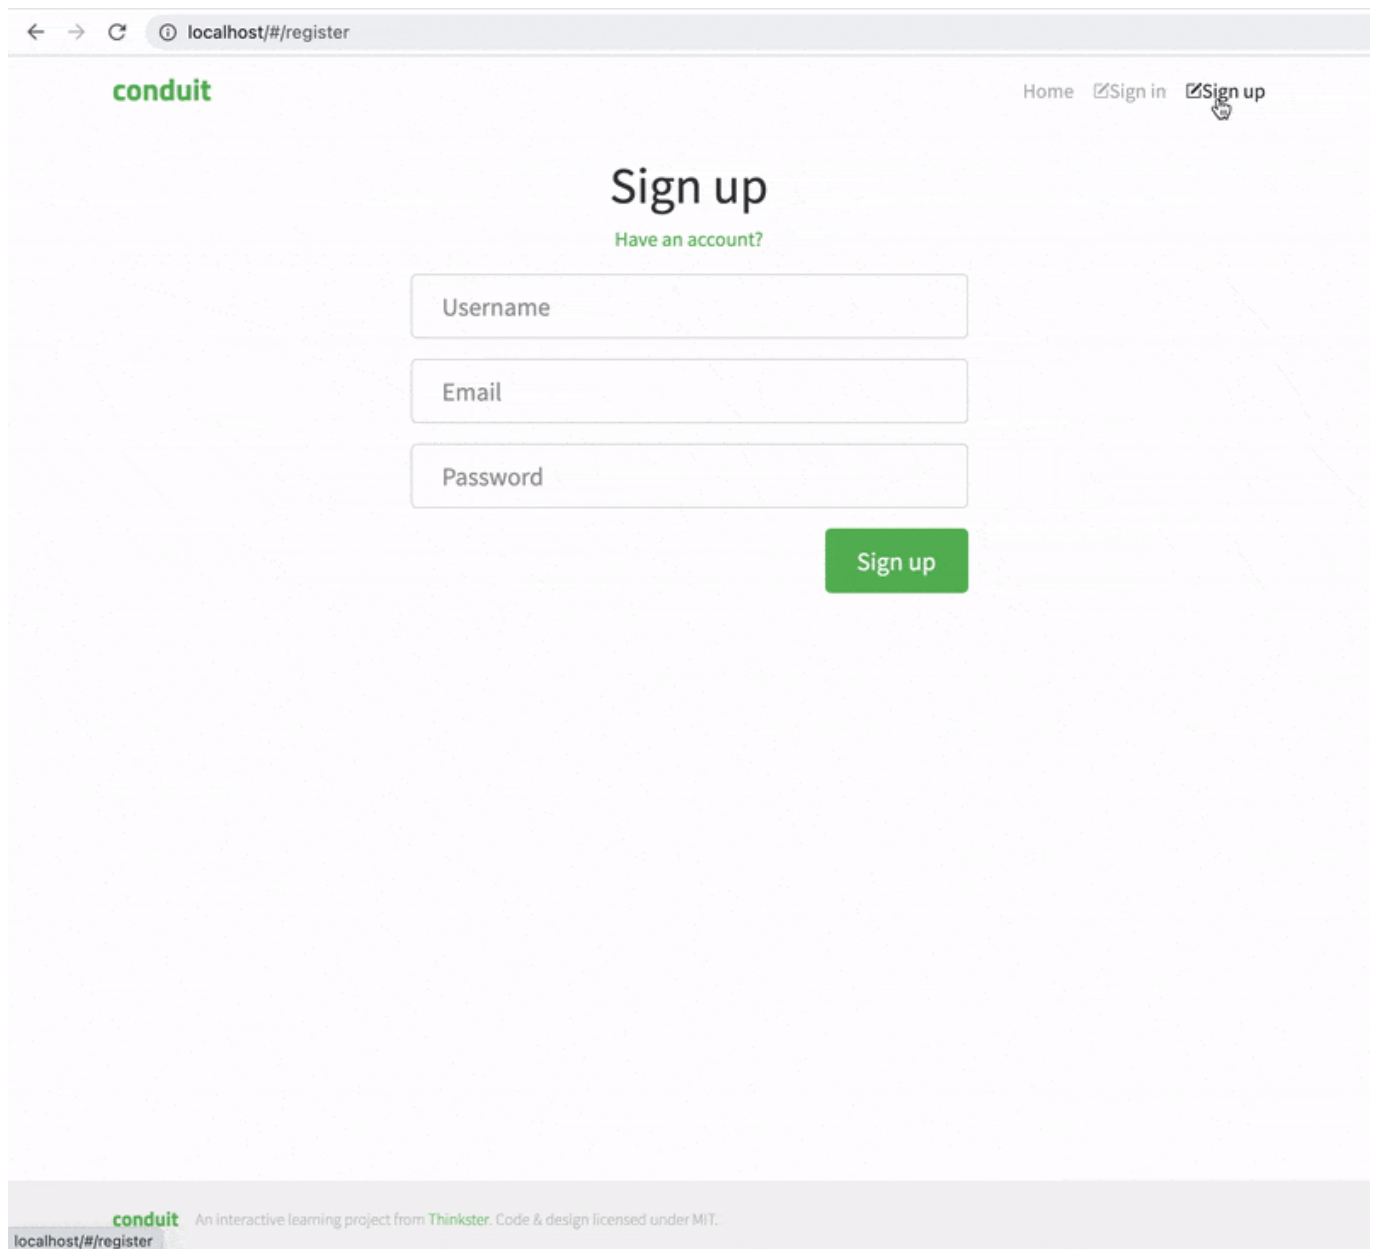 localhost/#/register
conduit
Home Sign in Sign up
Sign up
Have an account?
Username
Email
Password
Sign up
conduit An interactive learning project from Thinkster. Code & design licensed under MIT.
localhost/#/register